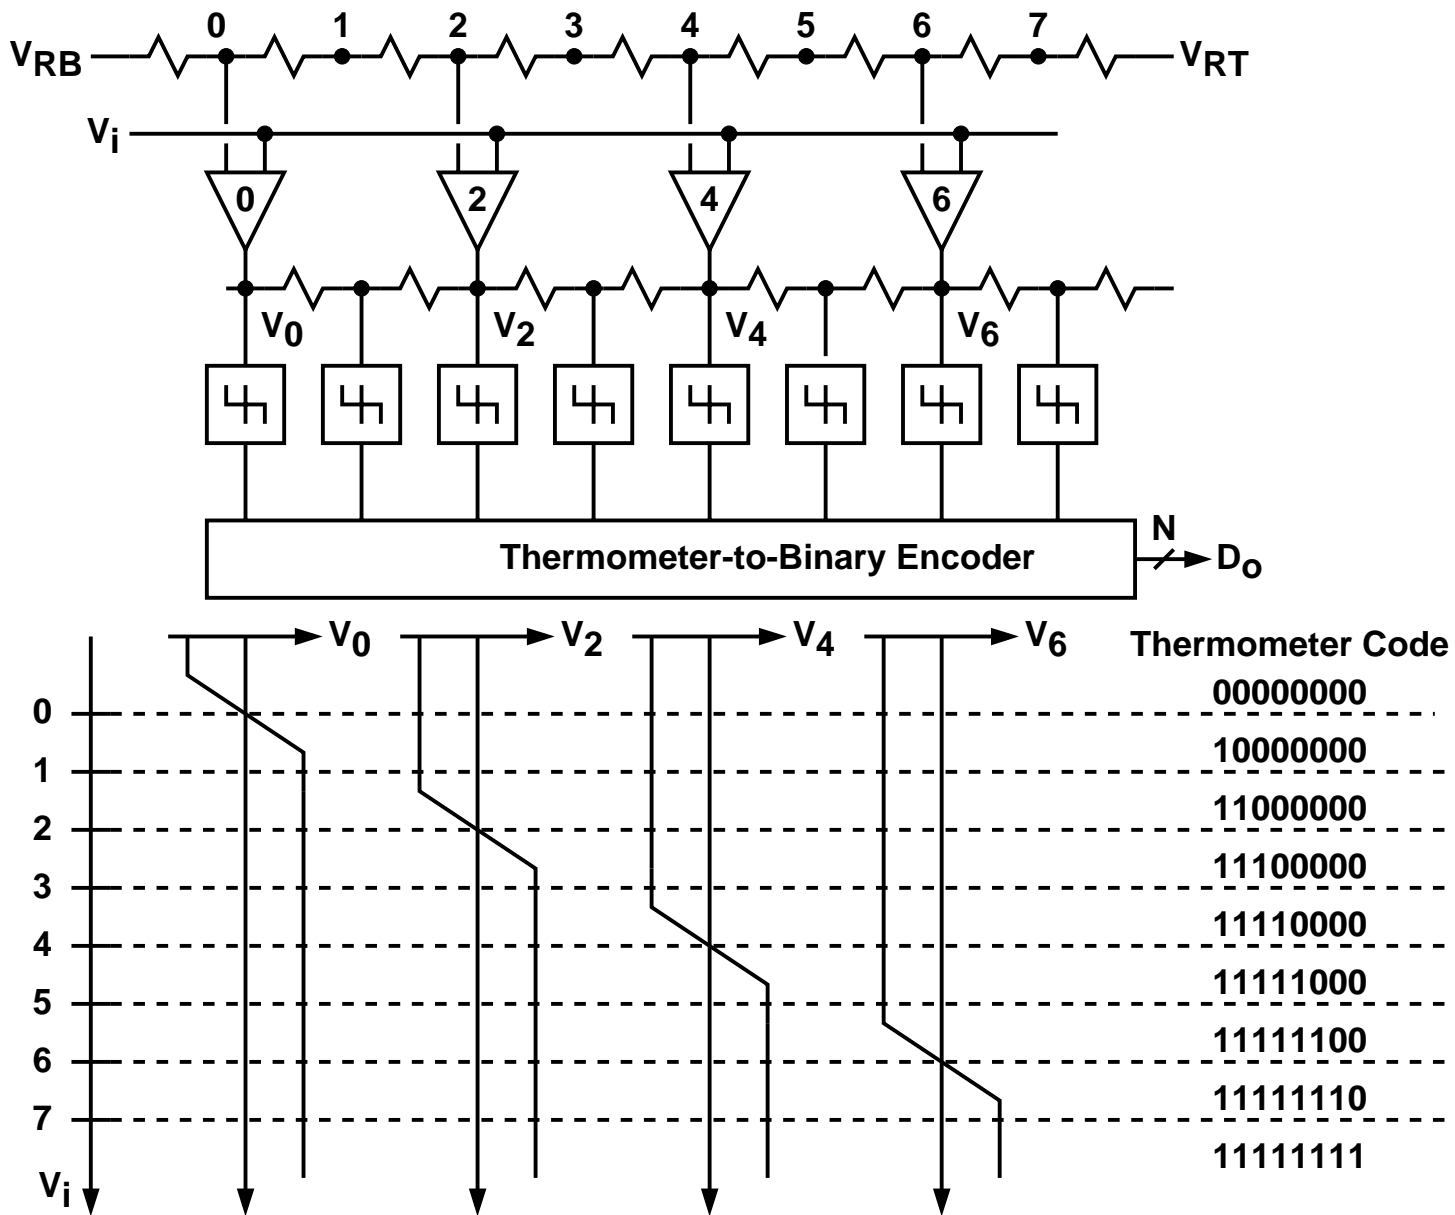 0 1 2 3 4 5 6 7
VRB VRT
Vi
0 2 4 6
V0 V2 V4 V6
N
Thermometer-to-Binary Encoder Do
V0 V2 V4 V6 Thermometer Code
00000000
0
10000000
1
11000000
2
11100000
3
11110000
4
11111000
5
11111100
6
11111110
7
11111111
Vi